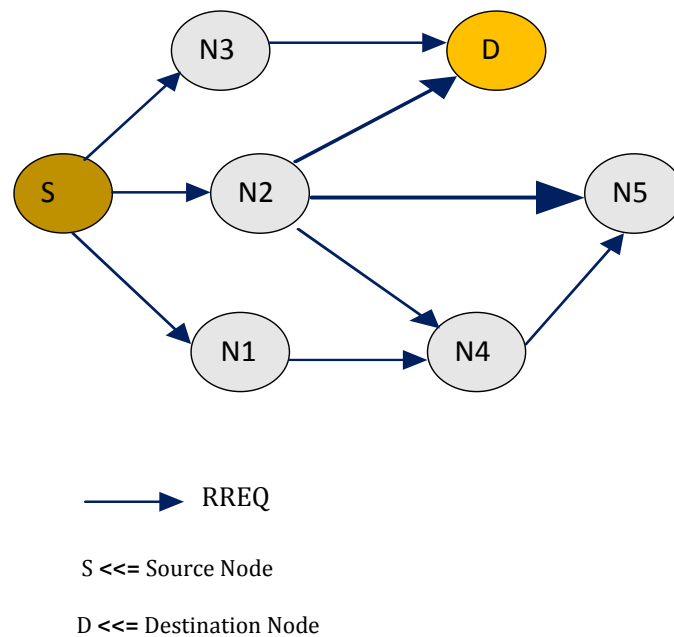 N3
D
S
N2
N5
N1
N4
RREQ
S <<= Source Node
D <<= Destination Node